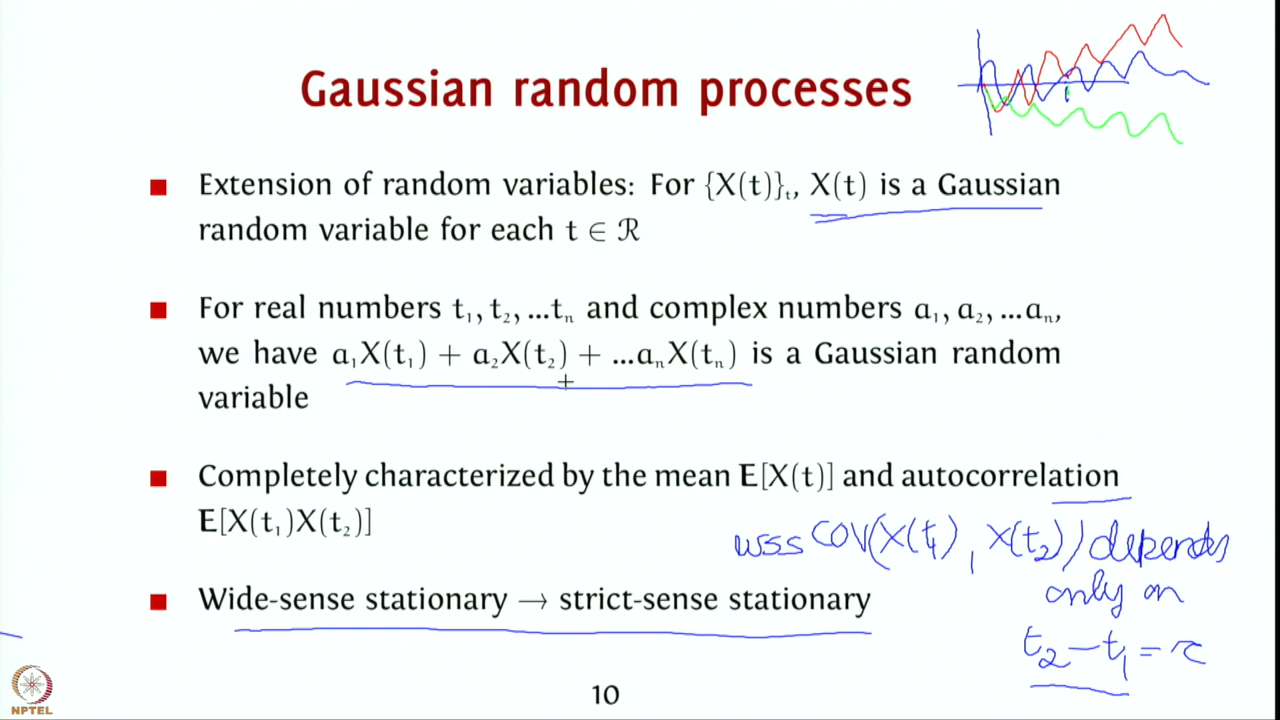 Gaussian random processes
Extension of random variables: For {X(t)}ₜ, X(t) is a Gaussian
random variable for each t ∈ ℛ
For real numbers t₁, t₂, ...tₙ and complex numbers a₁, a₂, ...aₙ,
we have a₁X(t₁) + a₂X(t₂) + ...aₙX(tₙ) is a Gaussian random
variable
Completely characterized by the mean E[X(t)] and autocorrelation
E[X(t₁)X(t₂)]
wss COV(X(t₁), X(t₂)) depends
only on
t₂ − t₁ = τ
Wide-sense stationary → strict-sense stationary
NPTEL
10